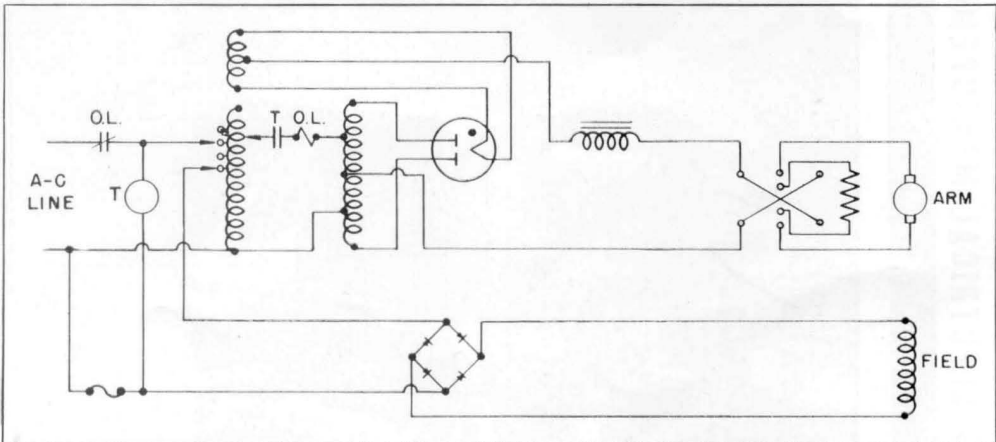 O.L.
T O.L.
A-C
LINE
T
ARM
FIELD